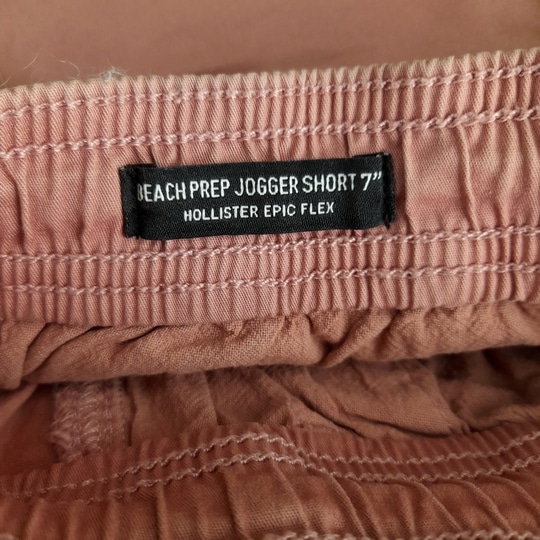 BEACH PREP JOGGER SHORT 7”
HOLLISTER EPIC FLEX